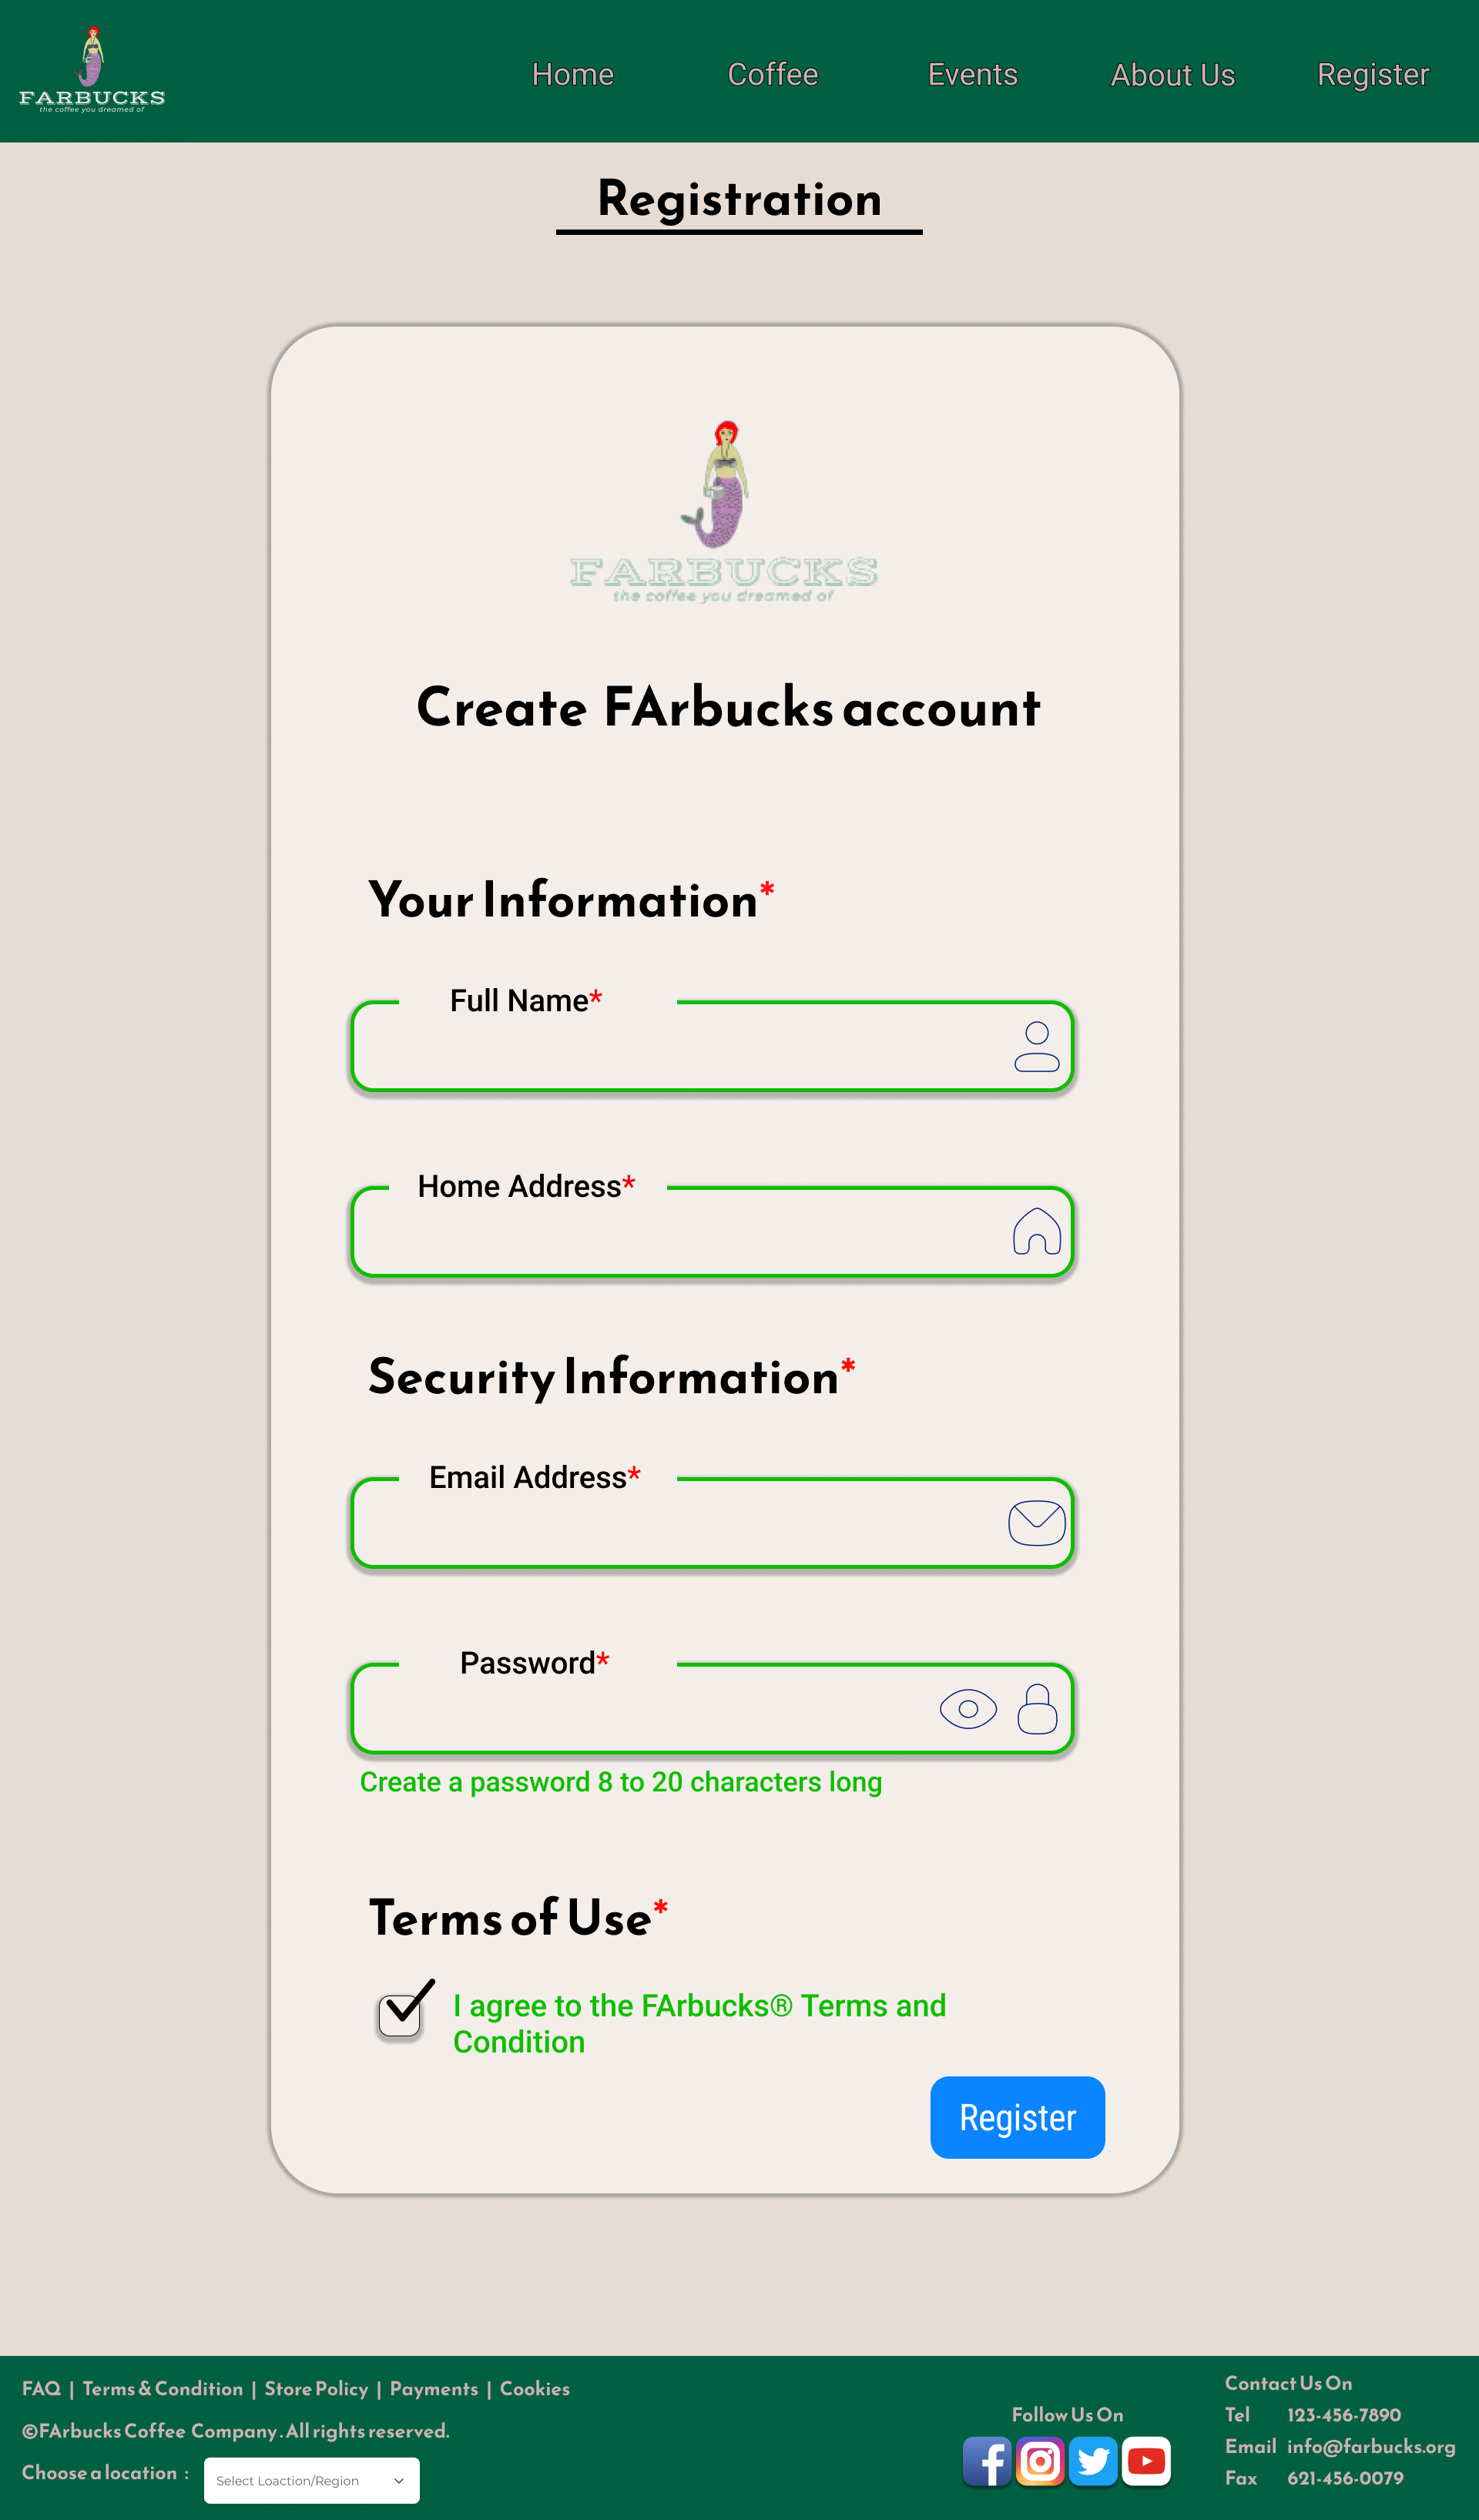 FARBUCKS
the coffee you dreamed of
Home Coffee Events About Us Register
Registration
FARBUCKS
the coffee you dreamed of
Create FArbucks account
Your Information*
Full Name*
Home Address*
Security Information*
Email Address*
Password*
Create a password 8 to 20 characters long
Terms of Use*
I agree to the FArbucks® Terms and
Condition
Register
FAQ | Terms & Condition | Store Policy | Payments | Cookies
©FArbucks Coffee Company . All rights reserved.
Choose a location :
Select Loaction/Region
Follow Us On
Contact Us On
Tel 123-456-7890
Email info@farbucks.org
Fax 621-456-0079